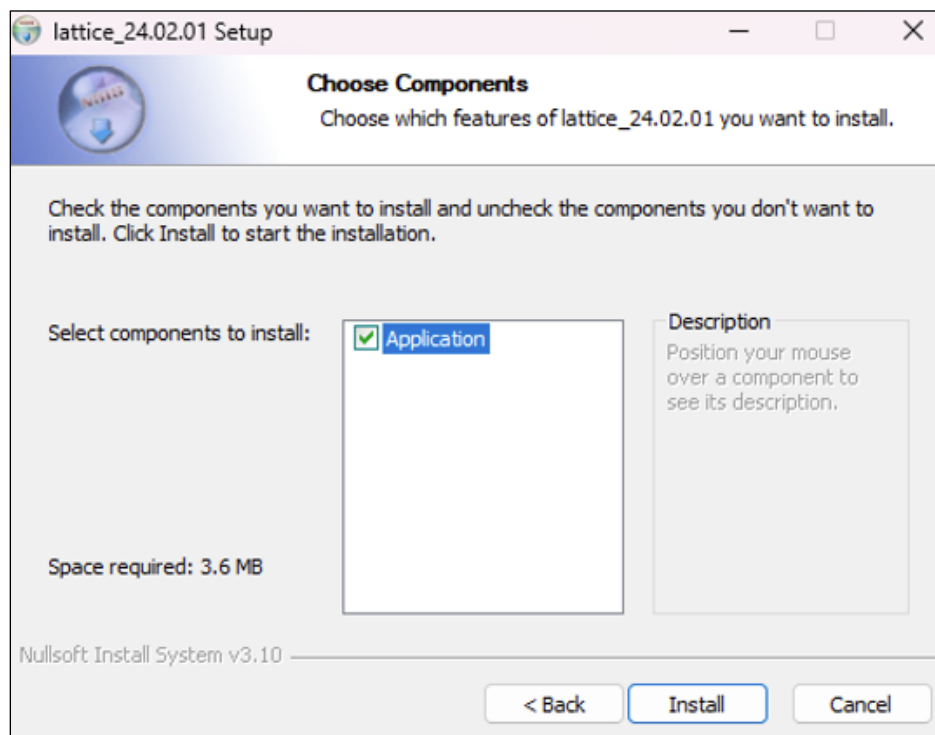 lattice_24.02.01 Setup
Choose Components
Choose which features of lattice_24.02.01 you want to install.
Check the components you want to install and uncheck the components you don't want to
install. Click Install to start the installation.
Select components to install:
Application
Description
Position your mouse
over a component to
see its description.
Space required: 3.6 MB
Nullsoft Install System v3.10
< Back
Install
Cancel